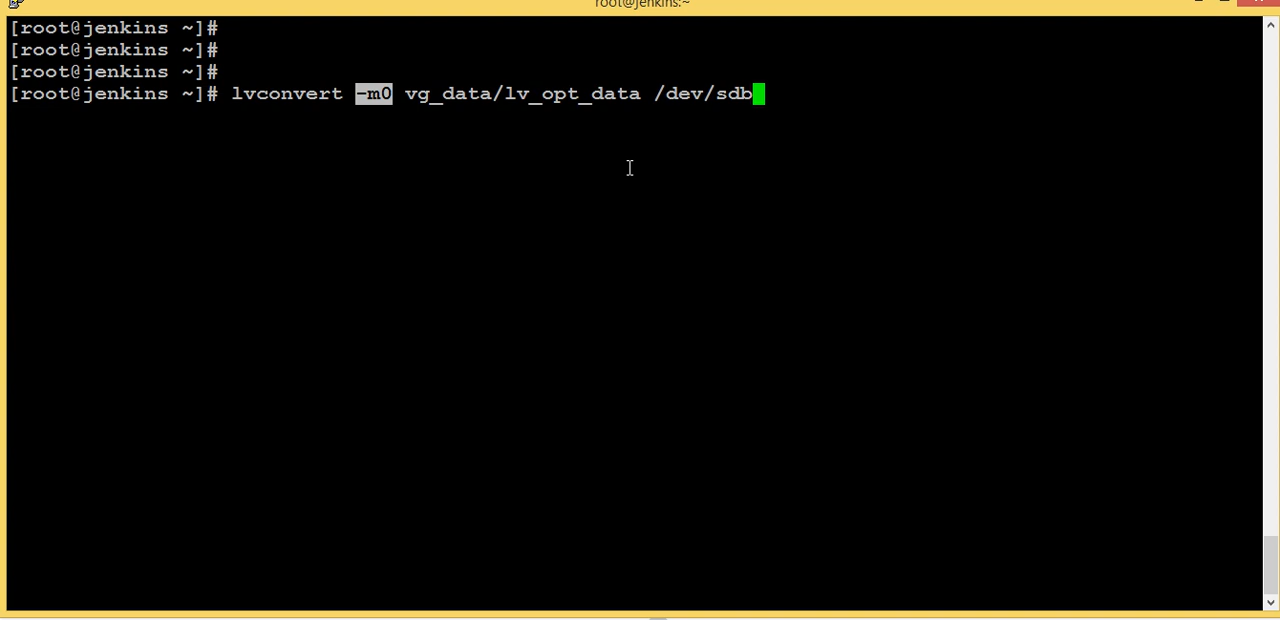 root@jenkins:~
[root@jenkins ~]#
[root@jenkins ~]#
[root@jenkins ~]#
[root@jenkins ~]# lvconvert -m0 vg_data/lv_opt_data /dev/sdb